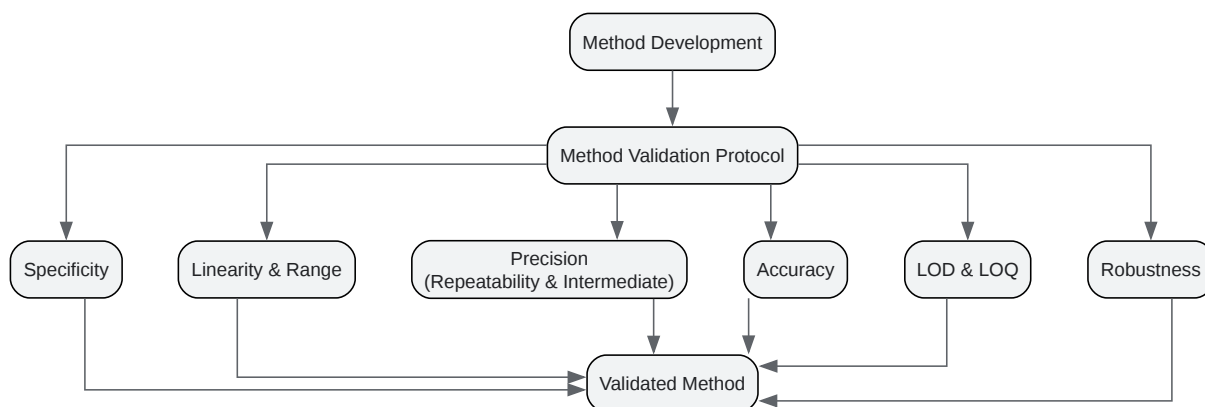 Method Development
Method Validation Protocol
Specificity
Linearity & Range
Precision
(Repeatability & Intermediate)
Accuracy
LOD & LOQ
Robustness
Validated Method